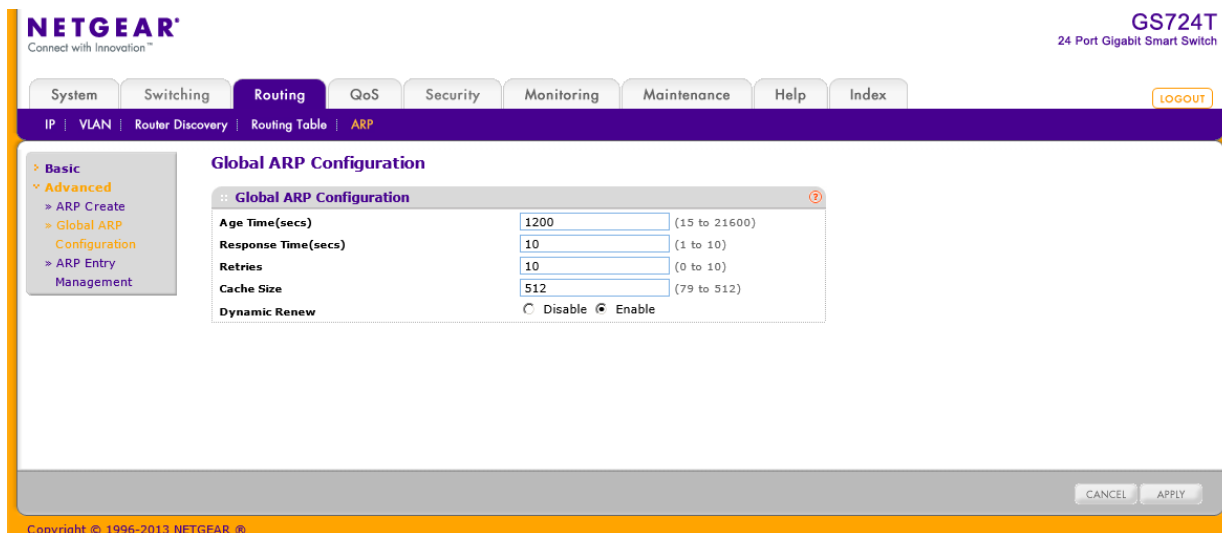 NETGEAR®
Connect with Innovation™
GS724T
24 Port Gigabit Smart Switch
System Switching Routing QoS Security Monitoring Maintenance Help Index
LOGOUT
IP | VLAN | Router Discovery | Routing Table | ARP
Basic
Advanced
» ARP Create
» Global ARP
Configuration
» ARP Entry
Management
Global ARP Configuration
:: Global ARP Configuration ?
Age Time(secs) 1200 (15 to 21600)
Response Time(secs) 10 (1 to 10)
Retries 10 (0 to 10)
Cache Size 512 (79 to 512)
Dynamic Renew Disable Enable
CANCEL APPLY
Copyright © 1996-2013 NETGEAR ®